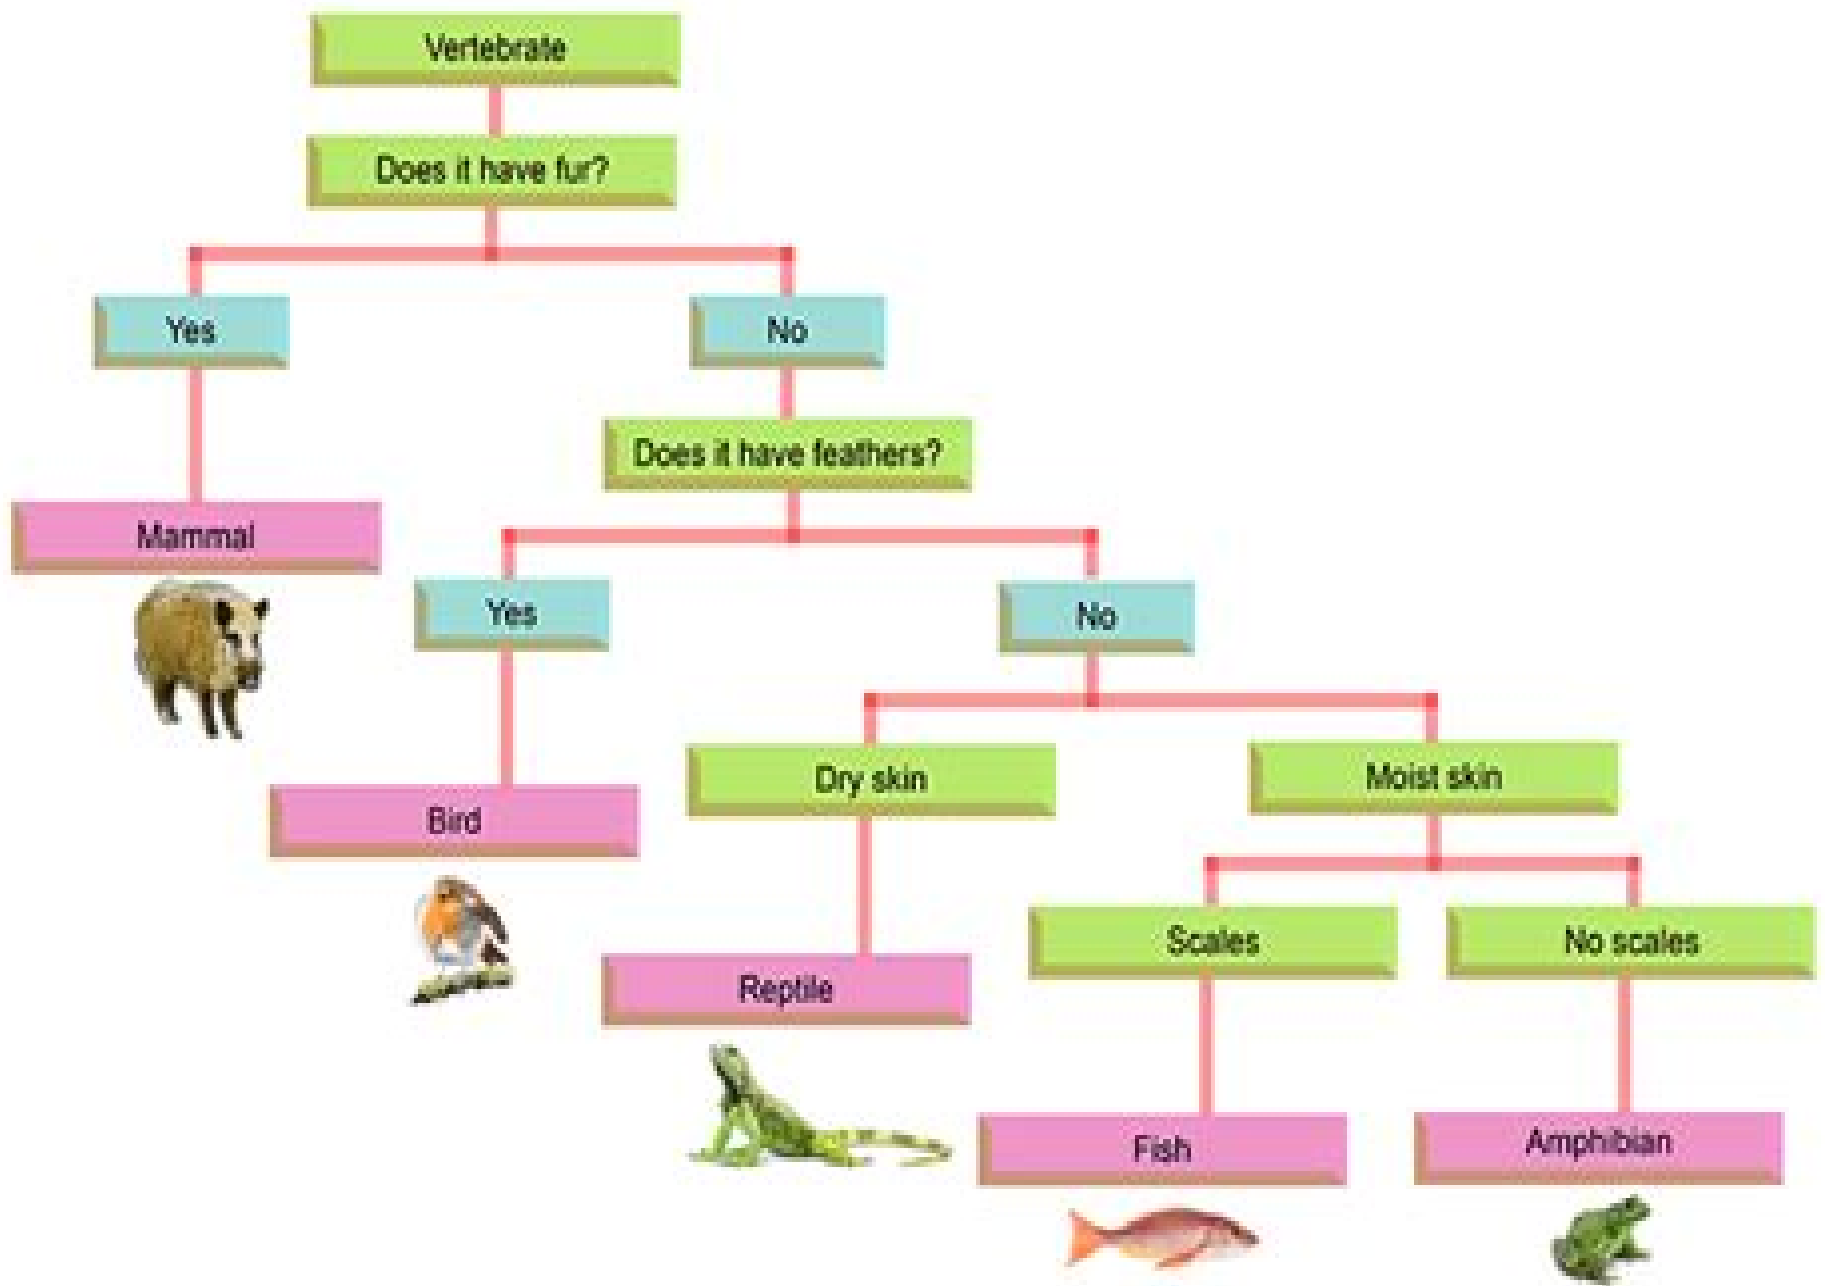 Vertebrate
Does it have fur?
Yes
No
Does it have feathers?
Mammal
Yes
No
Dry skin
Moist skin
Bird
Scales
No scales
Reptile
Fish
Amphibian